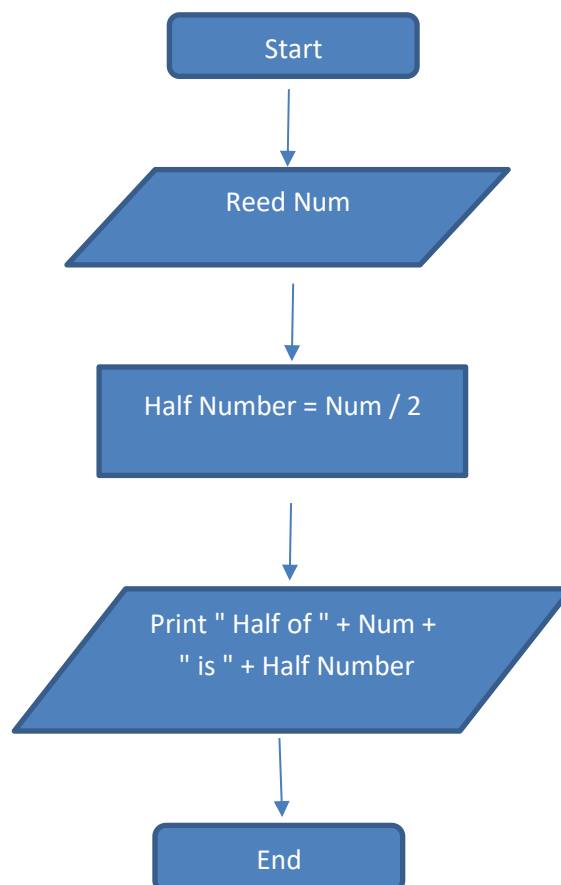 Start
Reed Num
Half Number = Num / 2
Print " Half of " + Num +
" is " + Half Number
End